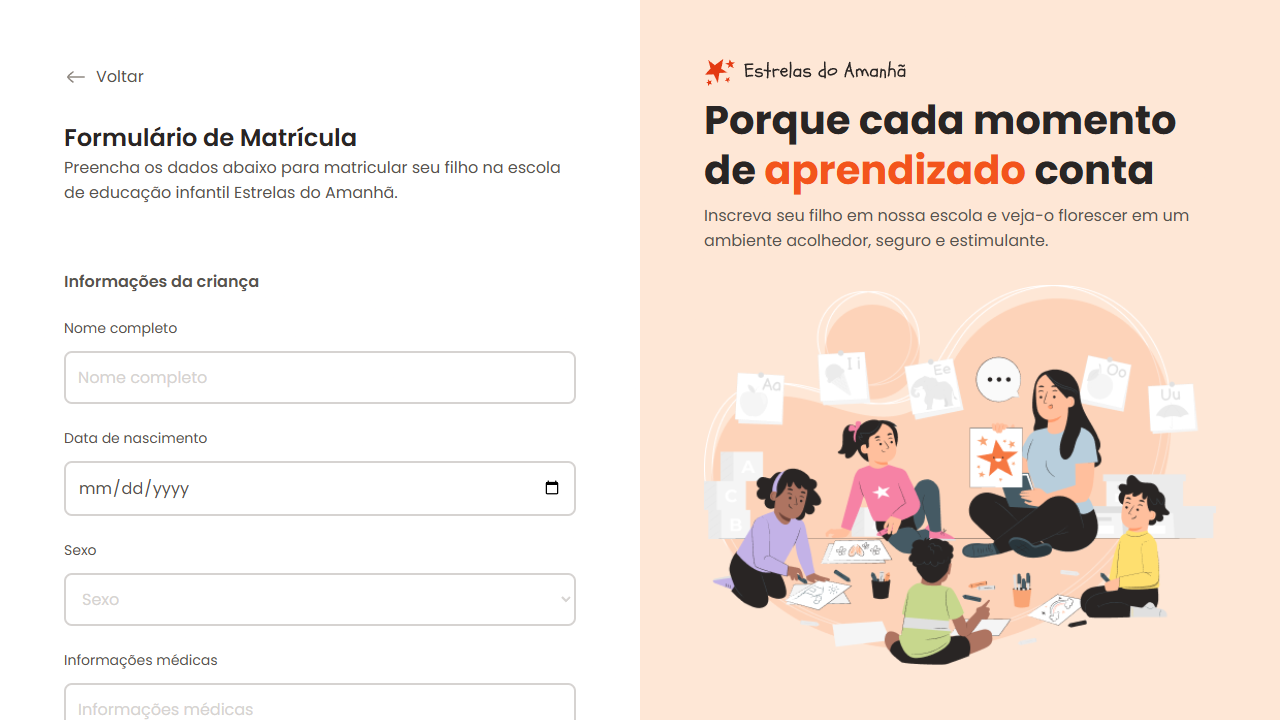 Voltar
Formulário de Matrícula
Preencha os dados abaixo para matricular seu filho na escola
de educação infantil Estrelas do Amanhã.
Informações da criança
Nome completo
Nome completo
Data de nascimento
mm/dd/yyyy
Sexo
Sexo
Informações médicas
Informações médicas
Estrelas do Amanhã
Porque cada momento
de aprendizado conta
Inscreva seu filho em nossa escola e veja-o florescer em um
ambiente acolhedor, seguro e estimulante.
Aa
Ii
Ee
Oo
Uu
A
C
B